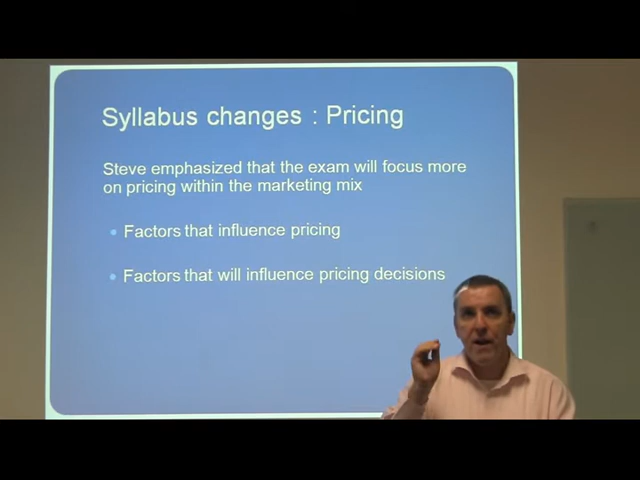 Syllabus changes : Pricing
Steve emphasized that the exam will focus more
on pricing within the marketing mix
Factors that influence pricing
Factors that will influence pricing decisions